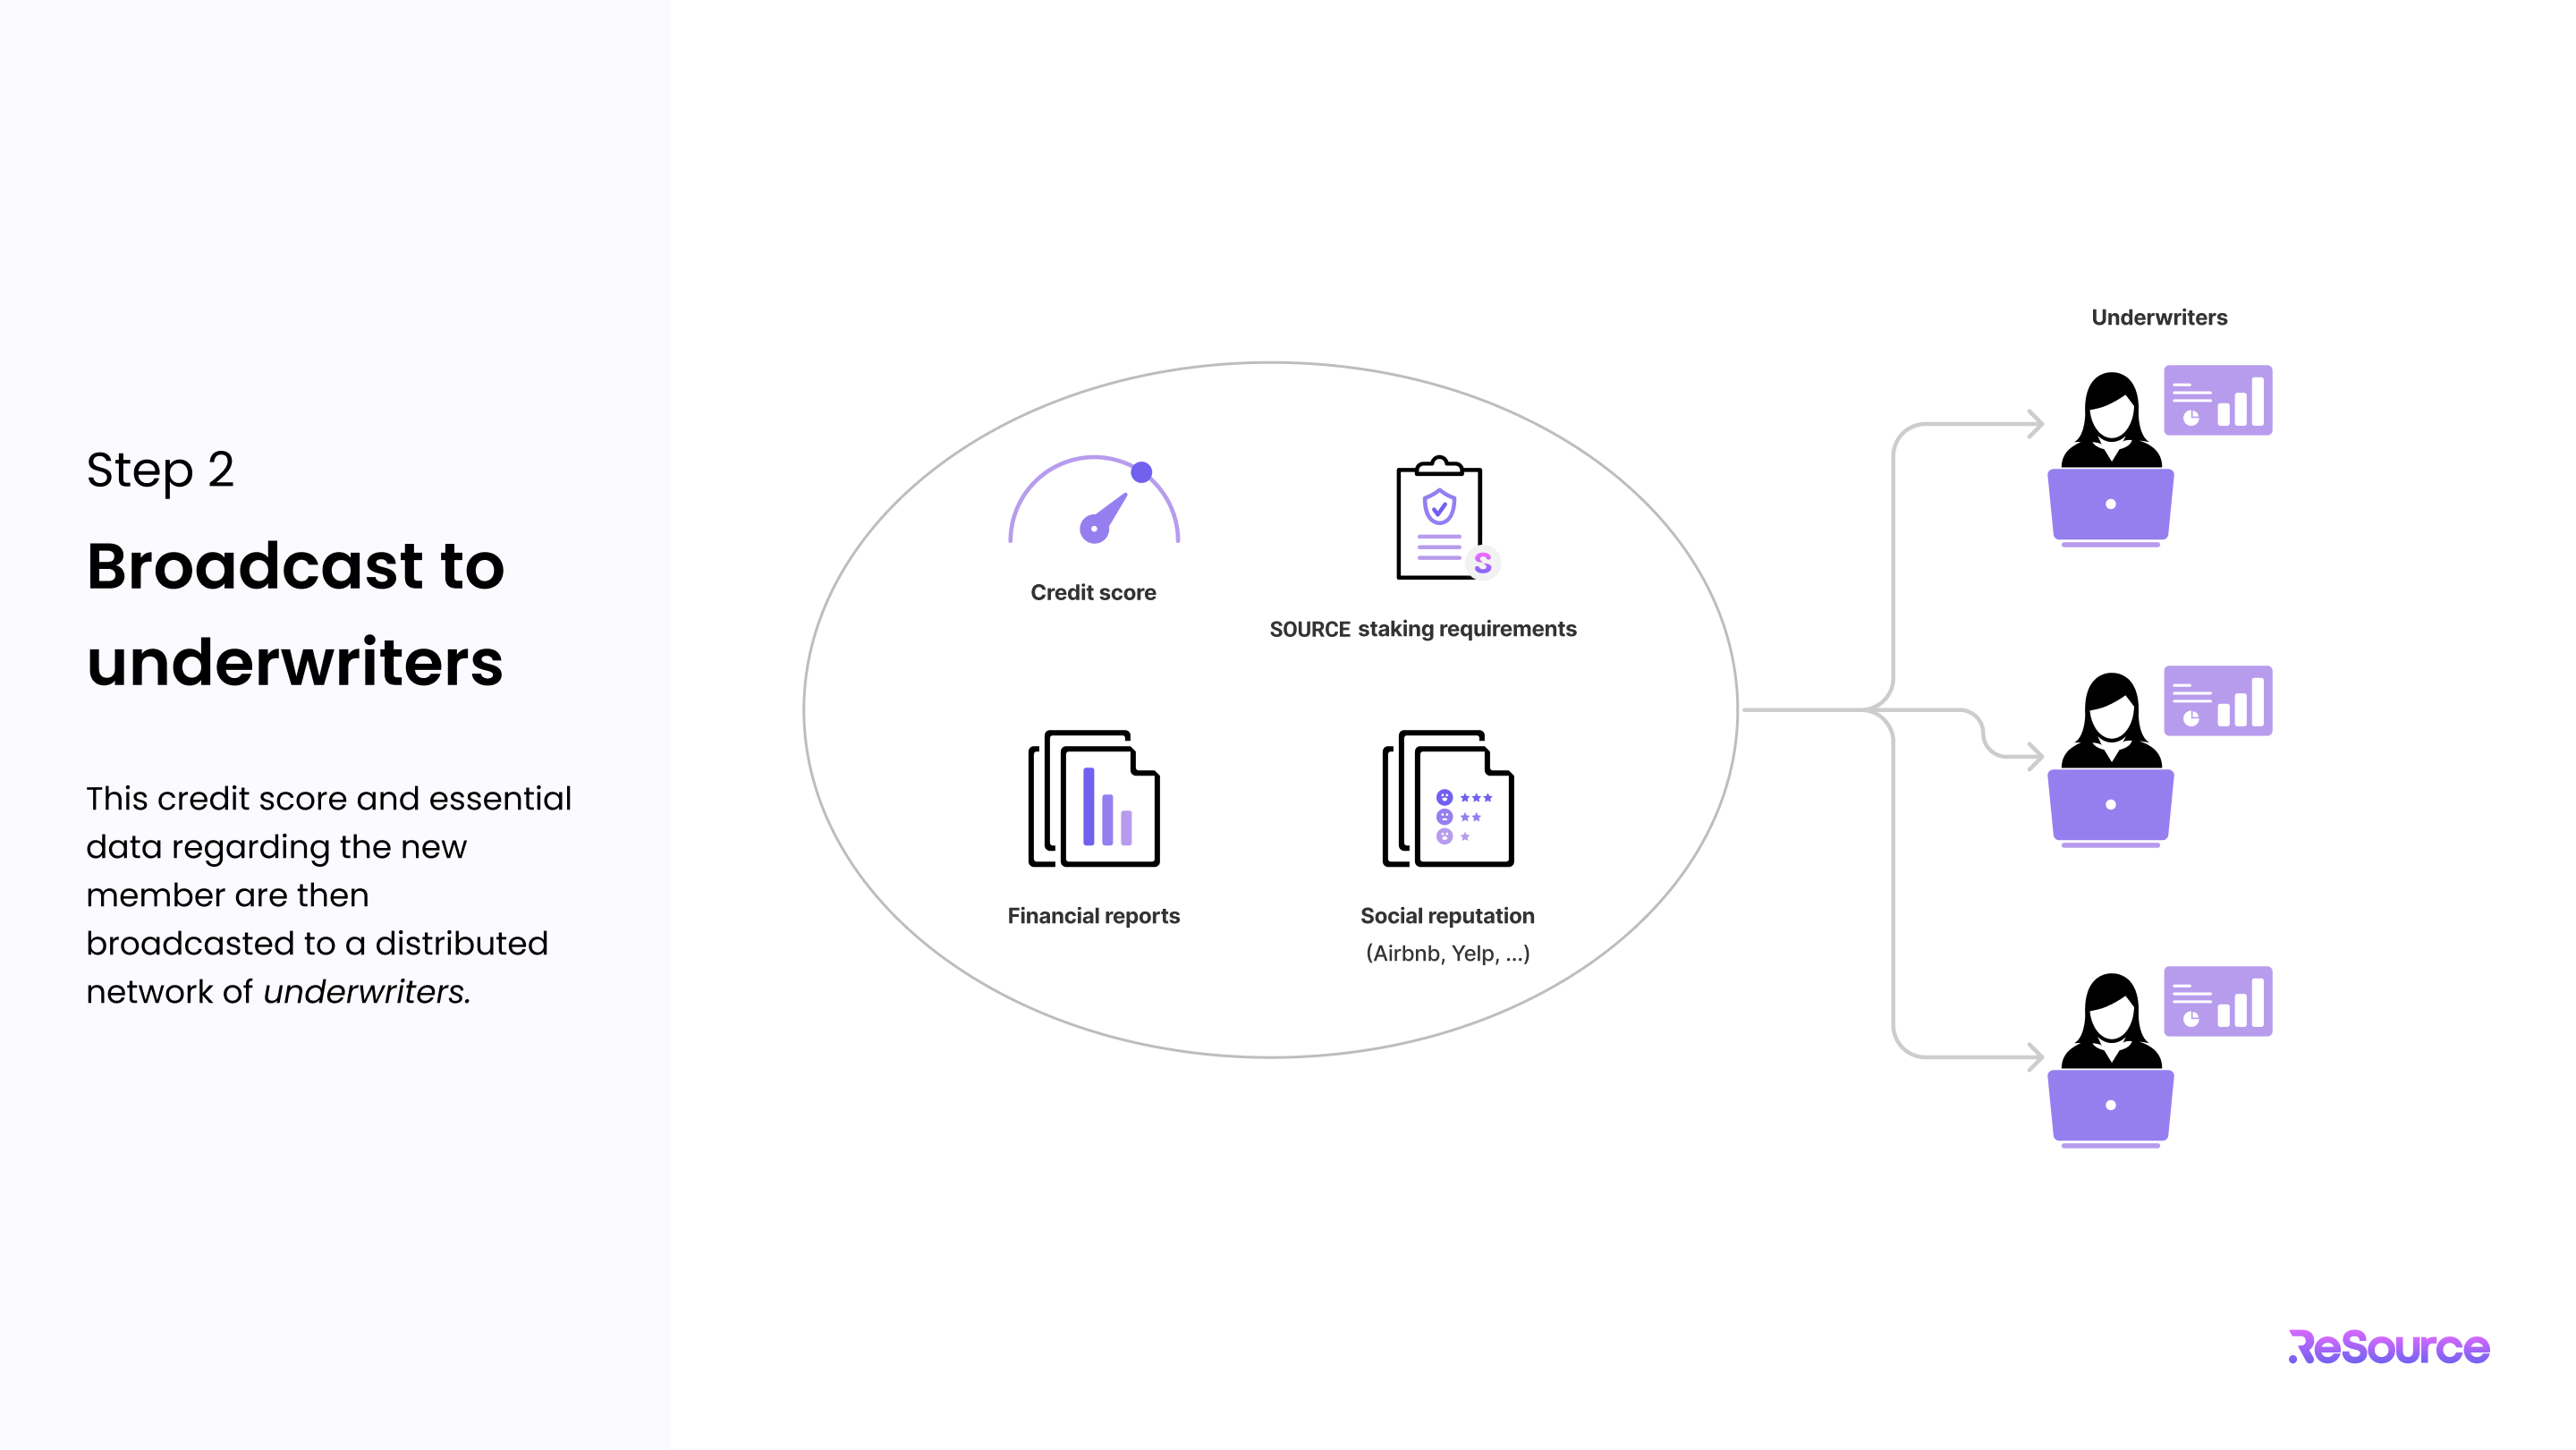 Step 2
Broadcast to
underwriters
This credit score and essential
data regarding the new
member are then
broadcasted to a distributed
network of underwriters.
Credit score
S
SOURCE staking requirements
Financial reports
Social reputation
(Airbnb, Yelp, ...)
Underwriters
ReSource